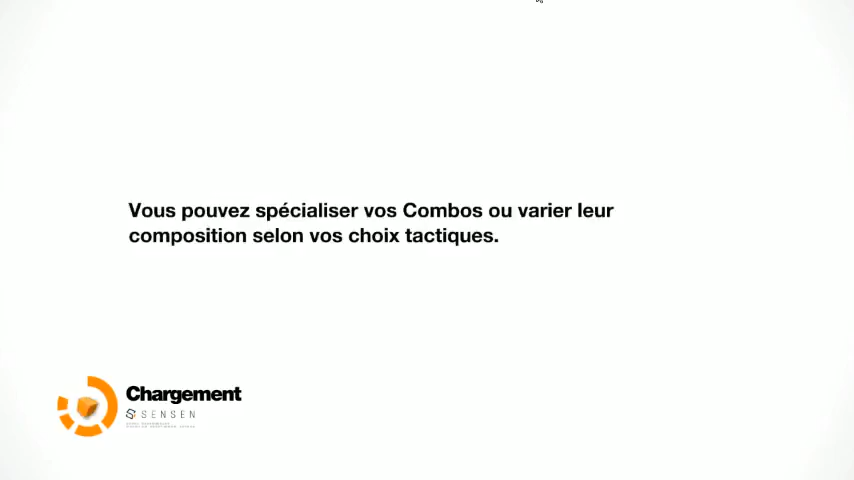 Vous pouvez spécialiser vos Combos ou varier leur
composition selon vos choix tactiques.
Chargement
SENSEN